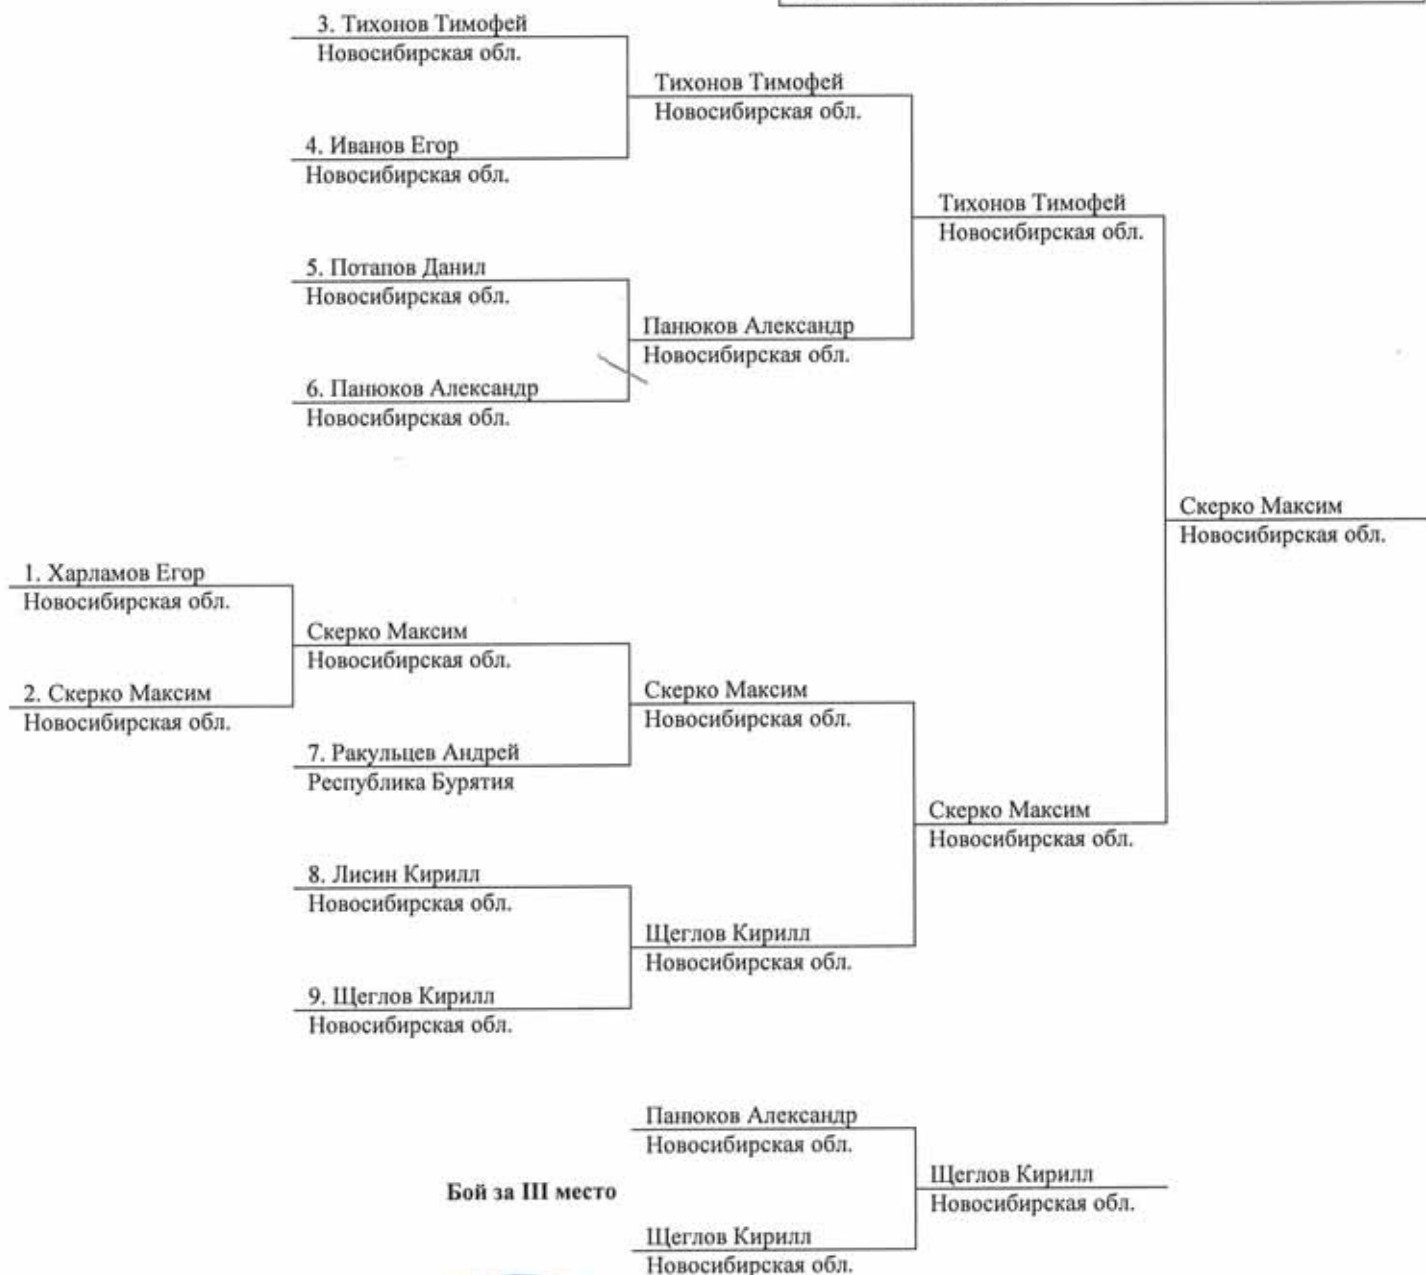 3. Тихонов Тимофей
Новосибирская обл.
Тихонов Тимофей
Новосибирская обл.
4. Иванов Егор
Новосибирская обл.
Тихонов Тимофей
Новосибирская обл.
5. Потапов Данил
Новосибирская обл.
Панюков Александр
Новосибирская обл.
6. Панюков Александр
Новосибирская обл.
Скерко Максим
Новосибирская обл.
1. Харламов Егор
Новосибирская обл.
Скерко Максим
Новосибирская обл.
2. Скерко Максим
Новосибирская обл.
Скерко Максим
Новосибирская обл.
7. Ракульцев Андрей
Республика Бурятия
Скерко Максим
Новосибирская обл.
8. Лисин Кирилл
Новосибирская обл.
Щеглов Кирилл
Новосибирская обл.
9. Щеглов Кирилл
Новосибирская обл.
Панюков Александр
Новосибирская обл.
Щеглов Кирилл
Новосибирская обл.
Бой за III место
Щеглов Кирилл
Новосибирская обл.